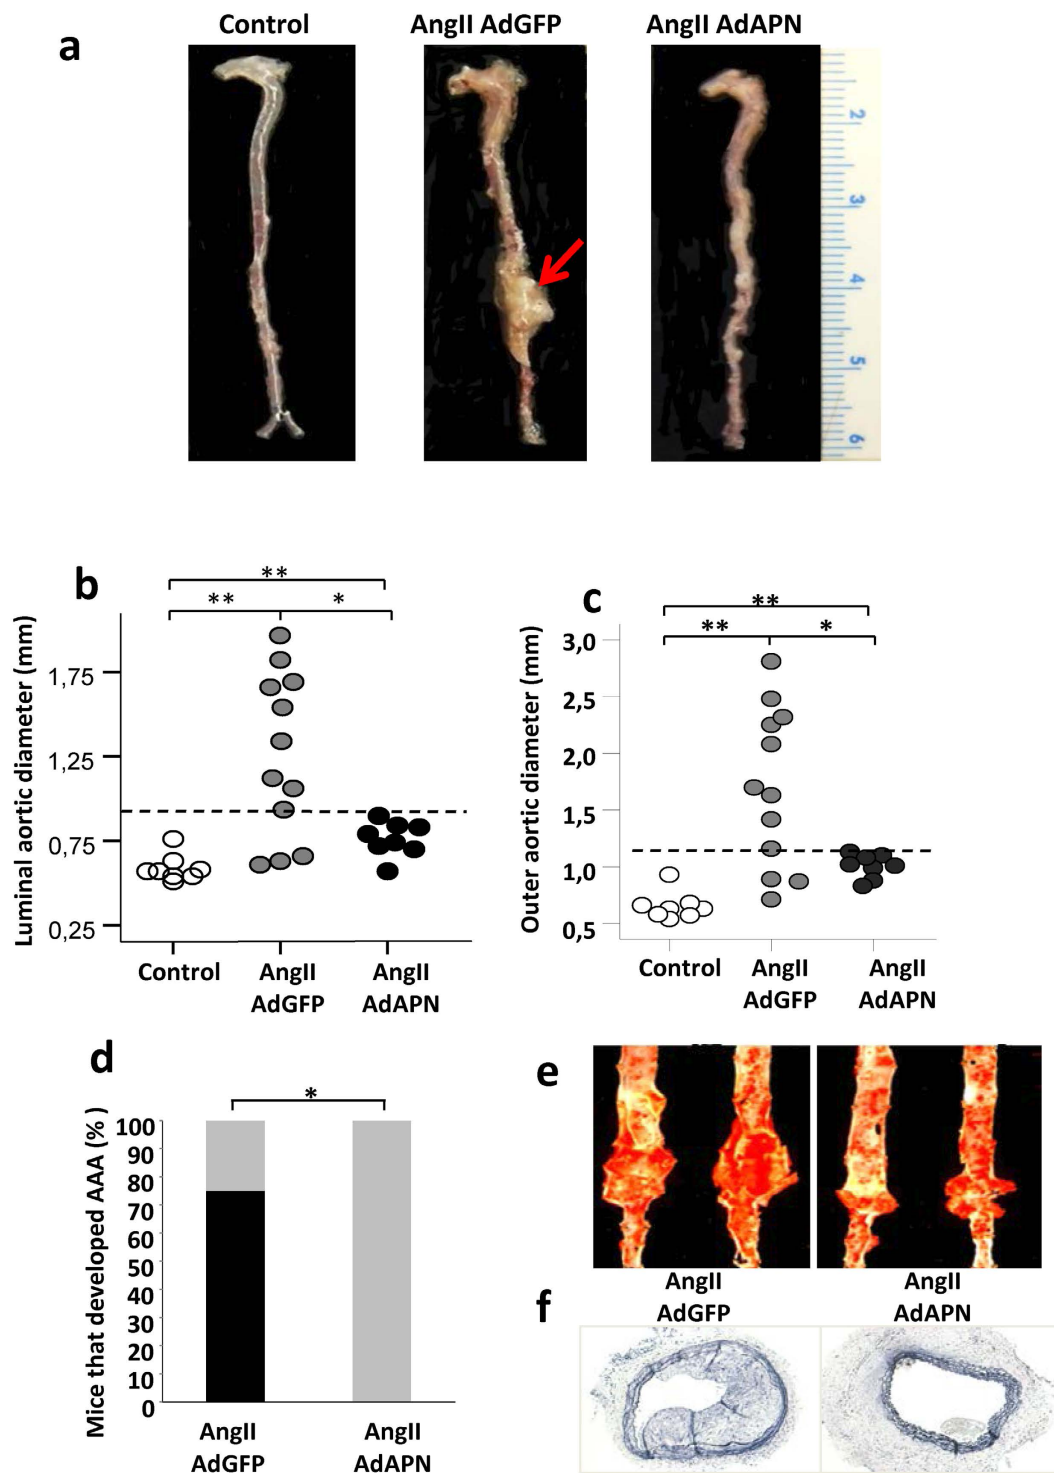 a
Control
AngII AdGFP
AngII AdAPN
2
3
4
5
6
b
**
**
*
Luminal aortic diameter (mm)
1,75
1,25
0,75
0,25
Control
AngII
AdGFP
AngII
AdAPN
c
**
**
*
Outer aortic diameter (mm)
3,0
2,5
2,0
1,5
1,0
0,5
Control
AngII
AdGFP
AngII
AdAPN
d
*
Mice that developed AAA (% )
100
90
80
70
60
50
40
30
20
10
0
AngII
AdGFP
AngII
AdAPN
e
AngII
AdGFP
AngII
AdAPN
f